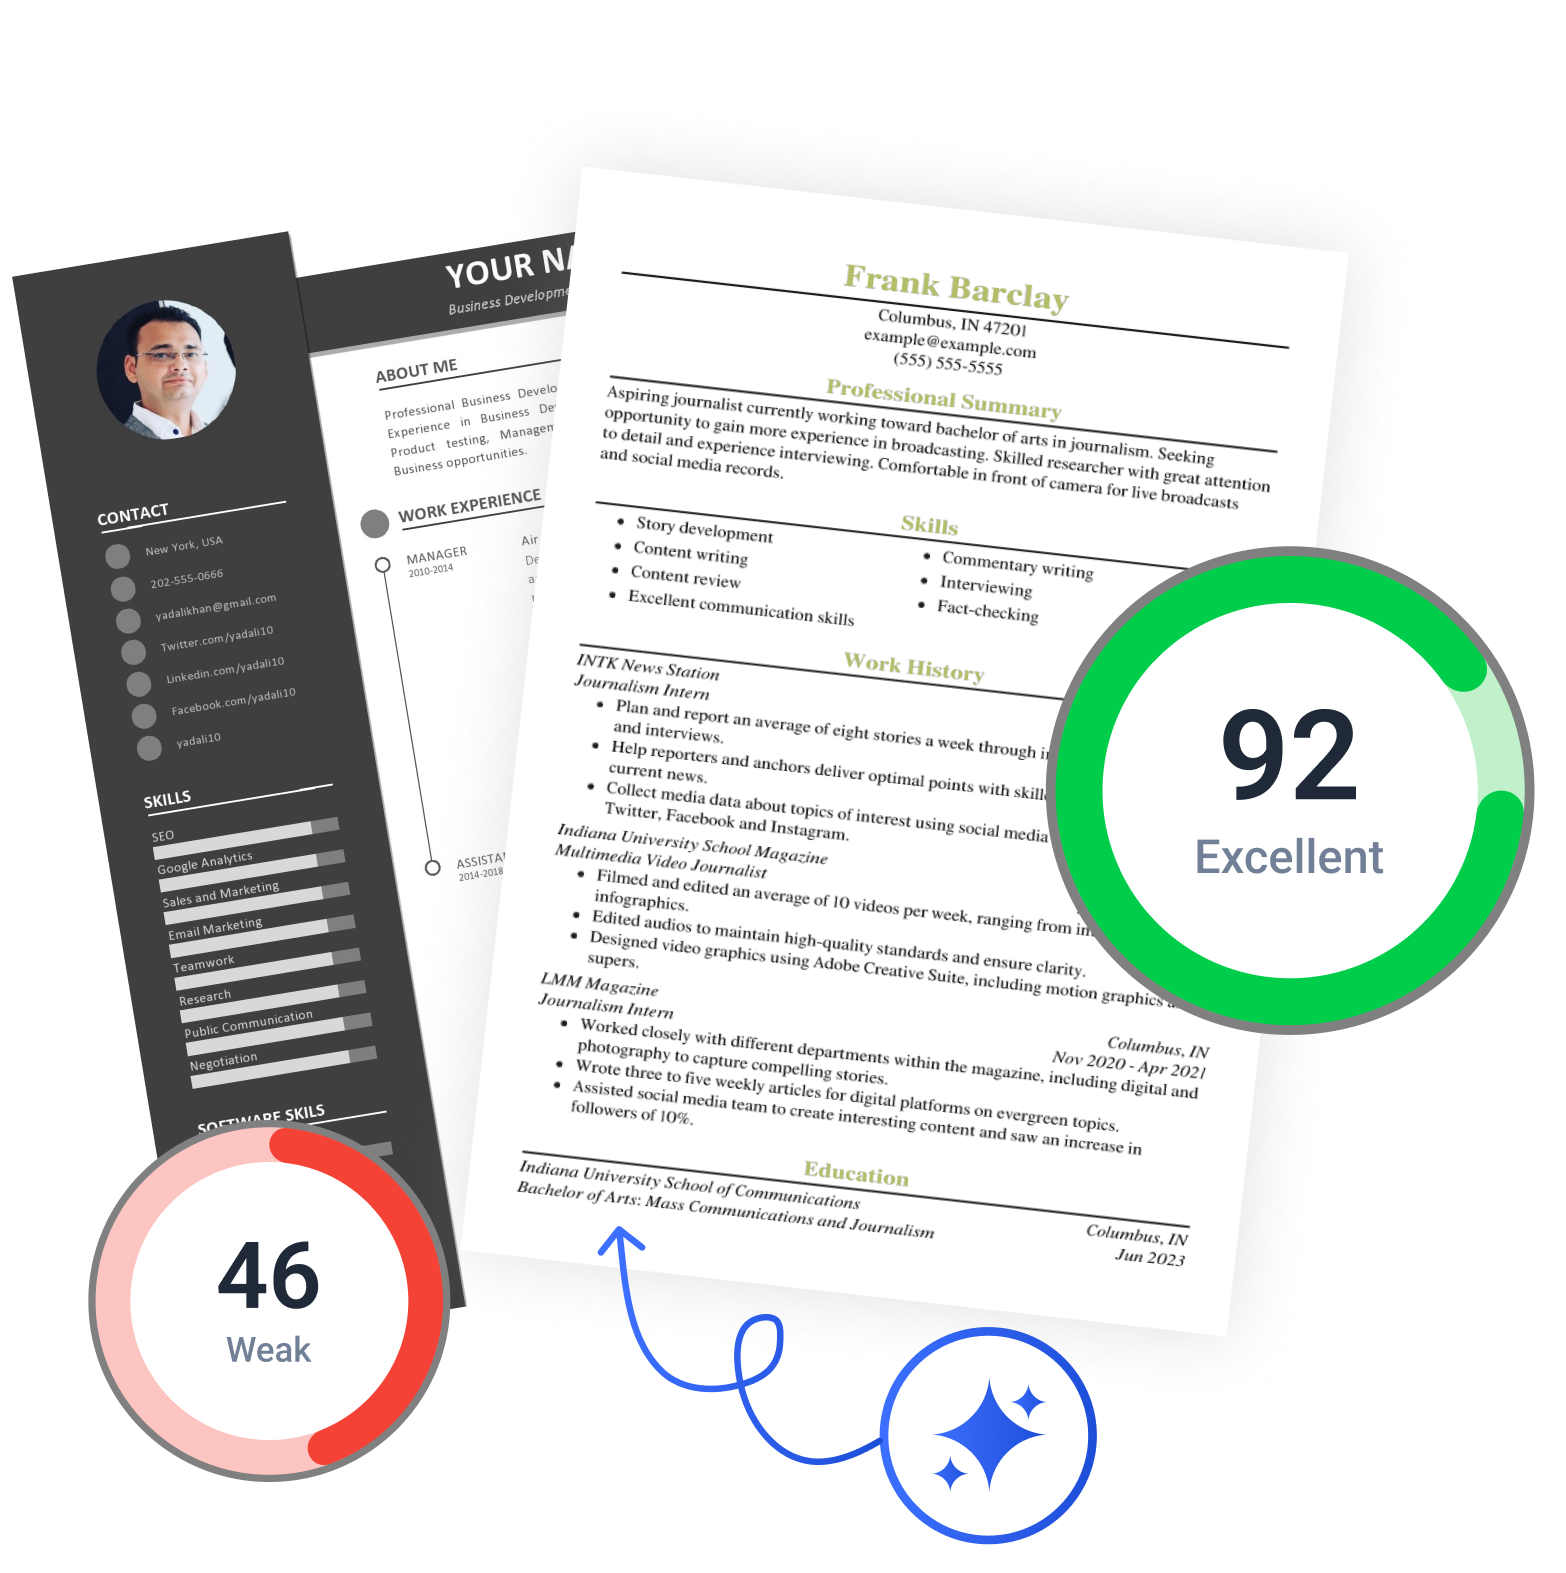 YOUR
Business
ABOUT ME
Professional Business
Experience in Business
Product testing,
Business opportunities.
WORK EXPERIENCE
MANAGER
2010-2014
Air
2014-2018
CONTACT
New York, USA
202-555-0666
yadalikhan@gmail.com
Twitter.com/yadali10
Linkedin.com/yadali10
Facebook.com/yadali10
yadali10
SKILLS
SEO
Google Analytics
Sales and Marketing
Email Marketing
Teamwork
Research
Public Communication
Negotiation
SOFTWARE SKILS
46
Weak
Frank Barclay
Columbus, IN 47201
example@example.com
(555) 555-5555
Professional Summary
Aspiring journalist currently working toward bachelor of arts in journalism. Seeking
opportunity to gain more experience in broadcasting. Skilled researcher with great attention
to detail and experience interviewing. Comfortable in front of camera for live broadcasts
and social media records.
Skills
Story development
Content writing
Content review
Excellent communication skills
Commentary writing
Interviewing
Fact-checking
Work History
INTK News Station
Journalism Intern
Plan and report an average of eight stories a week through
and interviews.
Help reporters and anchors deliver optimal points with
current news.
Collect media data about topics of interest using social media
Twitter, Facebook and Instagram.
Indiana University School Magazine
Multimedia Video Journalist
Filmed and edited an average of 10 videos per week, ranging from
infographics.
Edited audios to maintain high-quality standards and ensure clarity.
Designed video graphics using Adobe Creative Suite, including motion graphics
supers.
LMM Magazine
Journalism Intern
Columbus, IN
Nov 2020 - Apr 2021
Worked closely with different departments within the magazine, including digital and
photography to capture compelling stories.
Wrote three to five weekly articles for digital platforms on evergreen topics.
Assisted social media team to create interesting content and saw an increase in
followers of 10%.
Education
Indiana University School of Communications
Bachelor of Arts: Mass Communications and Journalism
Columbus, IN
Jun 2023
92
Excellent